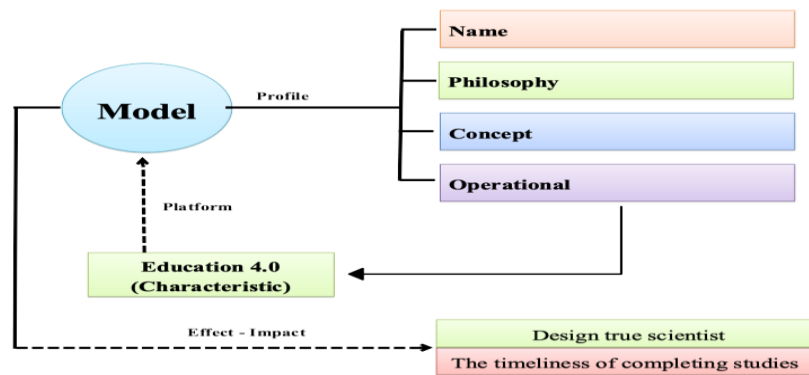 Name
Philosophy
Model
Profile
Concept
Operational
Platform
Education 4.0
(Characteristic)
Effect - Impact
Design true scientist
The timeliness of completing studies